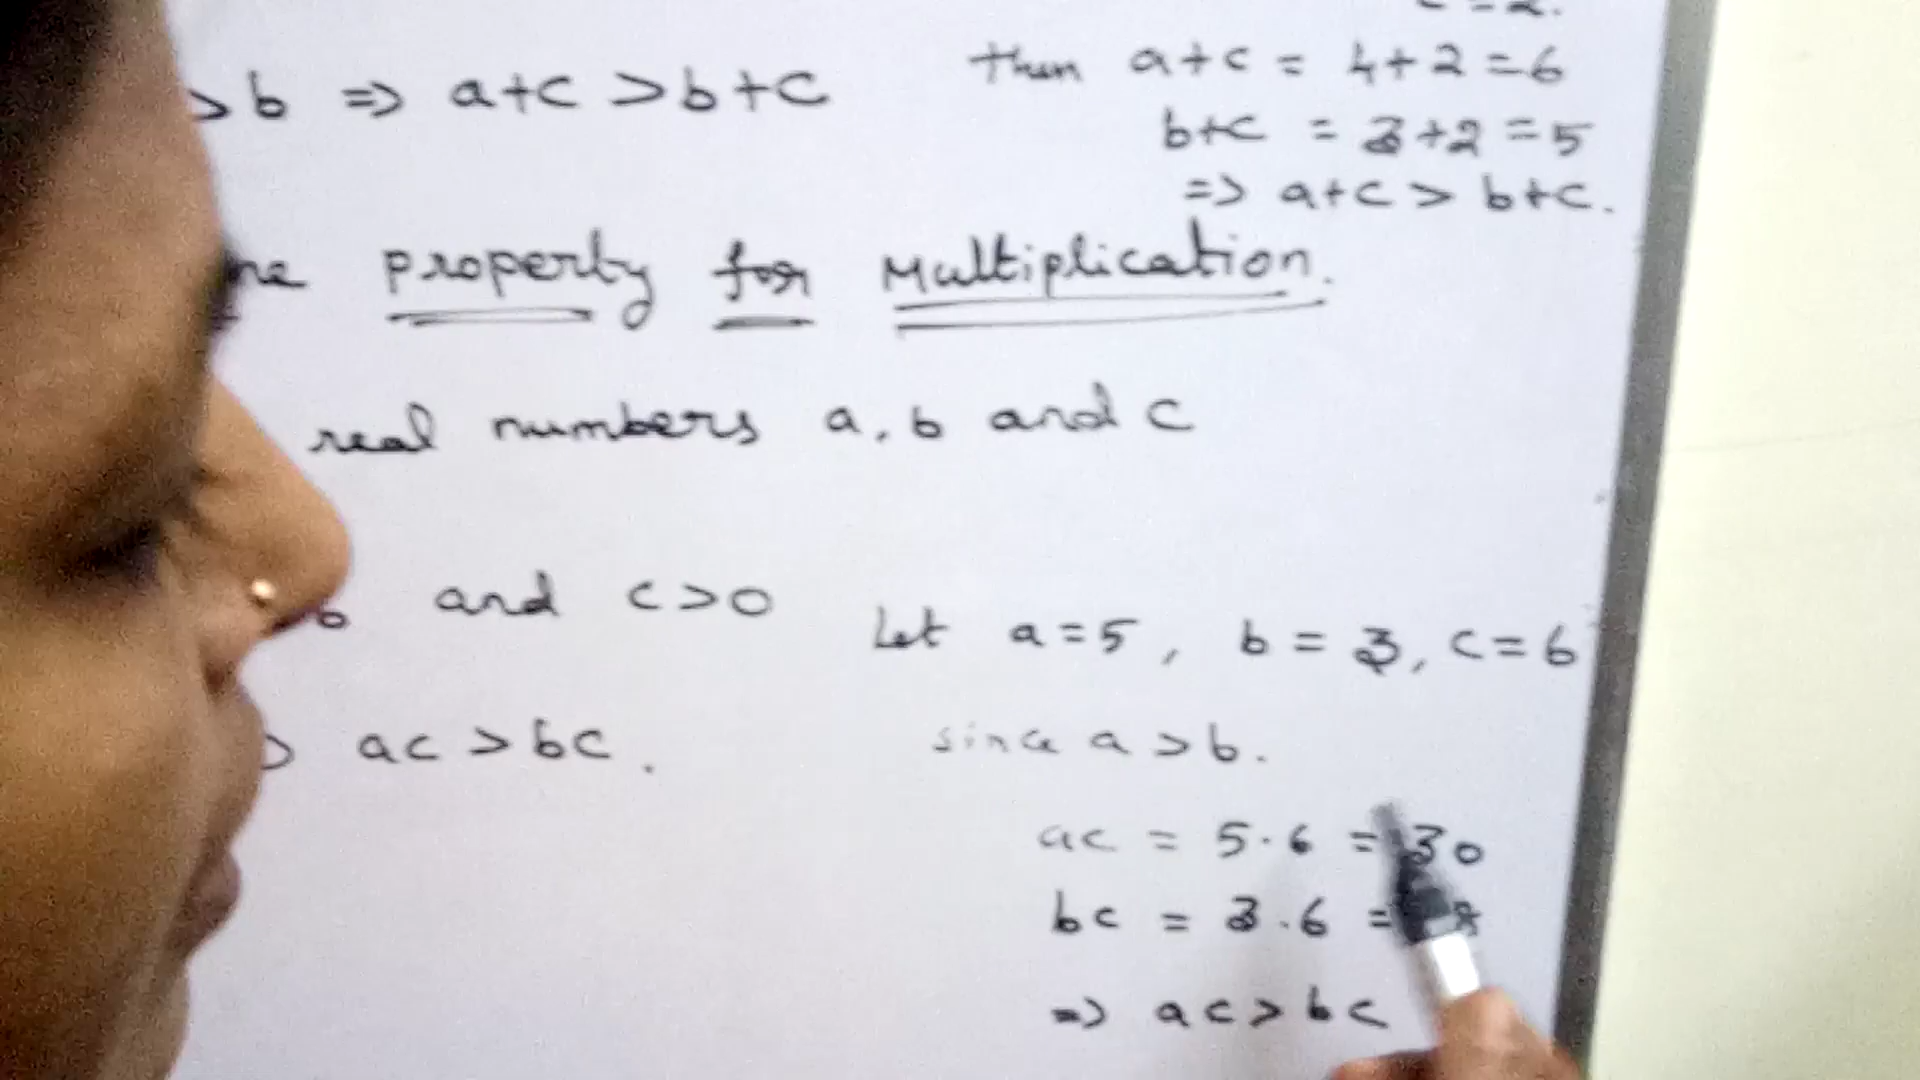 c = 2.
> b => a+c > b+c
then a+c = 4+2 = 6
b+c = 3+2 = 5
=> a+c > b+c.
property for Multiplication.
real numbers a, b and c
b and c > 0
Let a = 5, b = 3, c = 6
ac > bc.
since a > b.
ac = 5.6 = 30
bc = 3.6 =
=> ac > bc